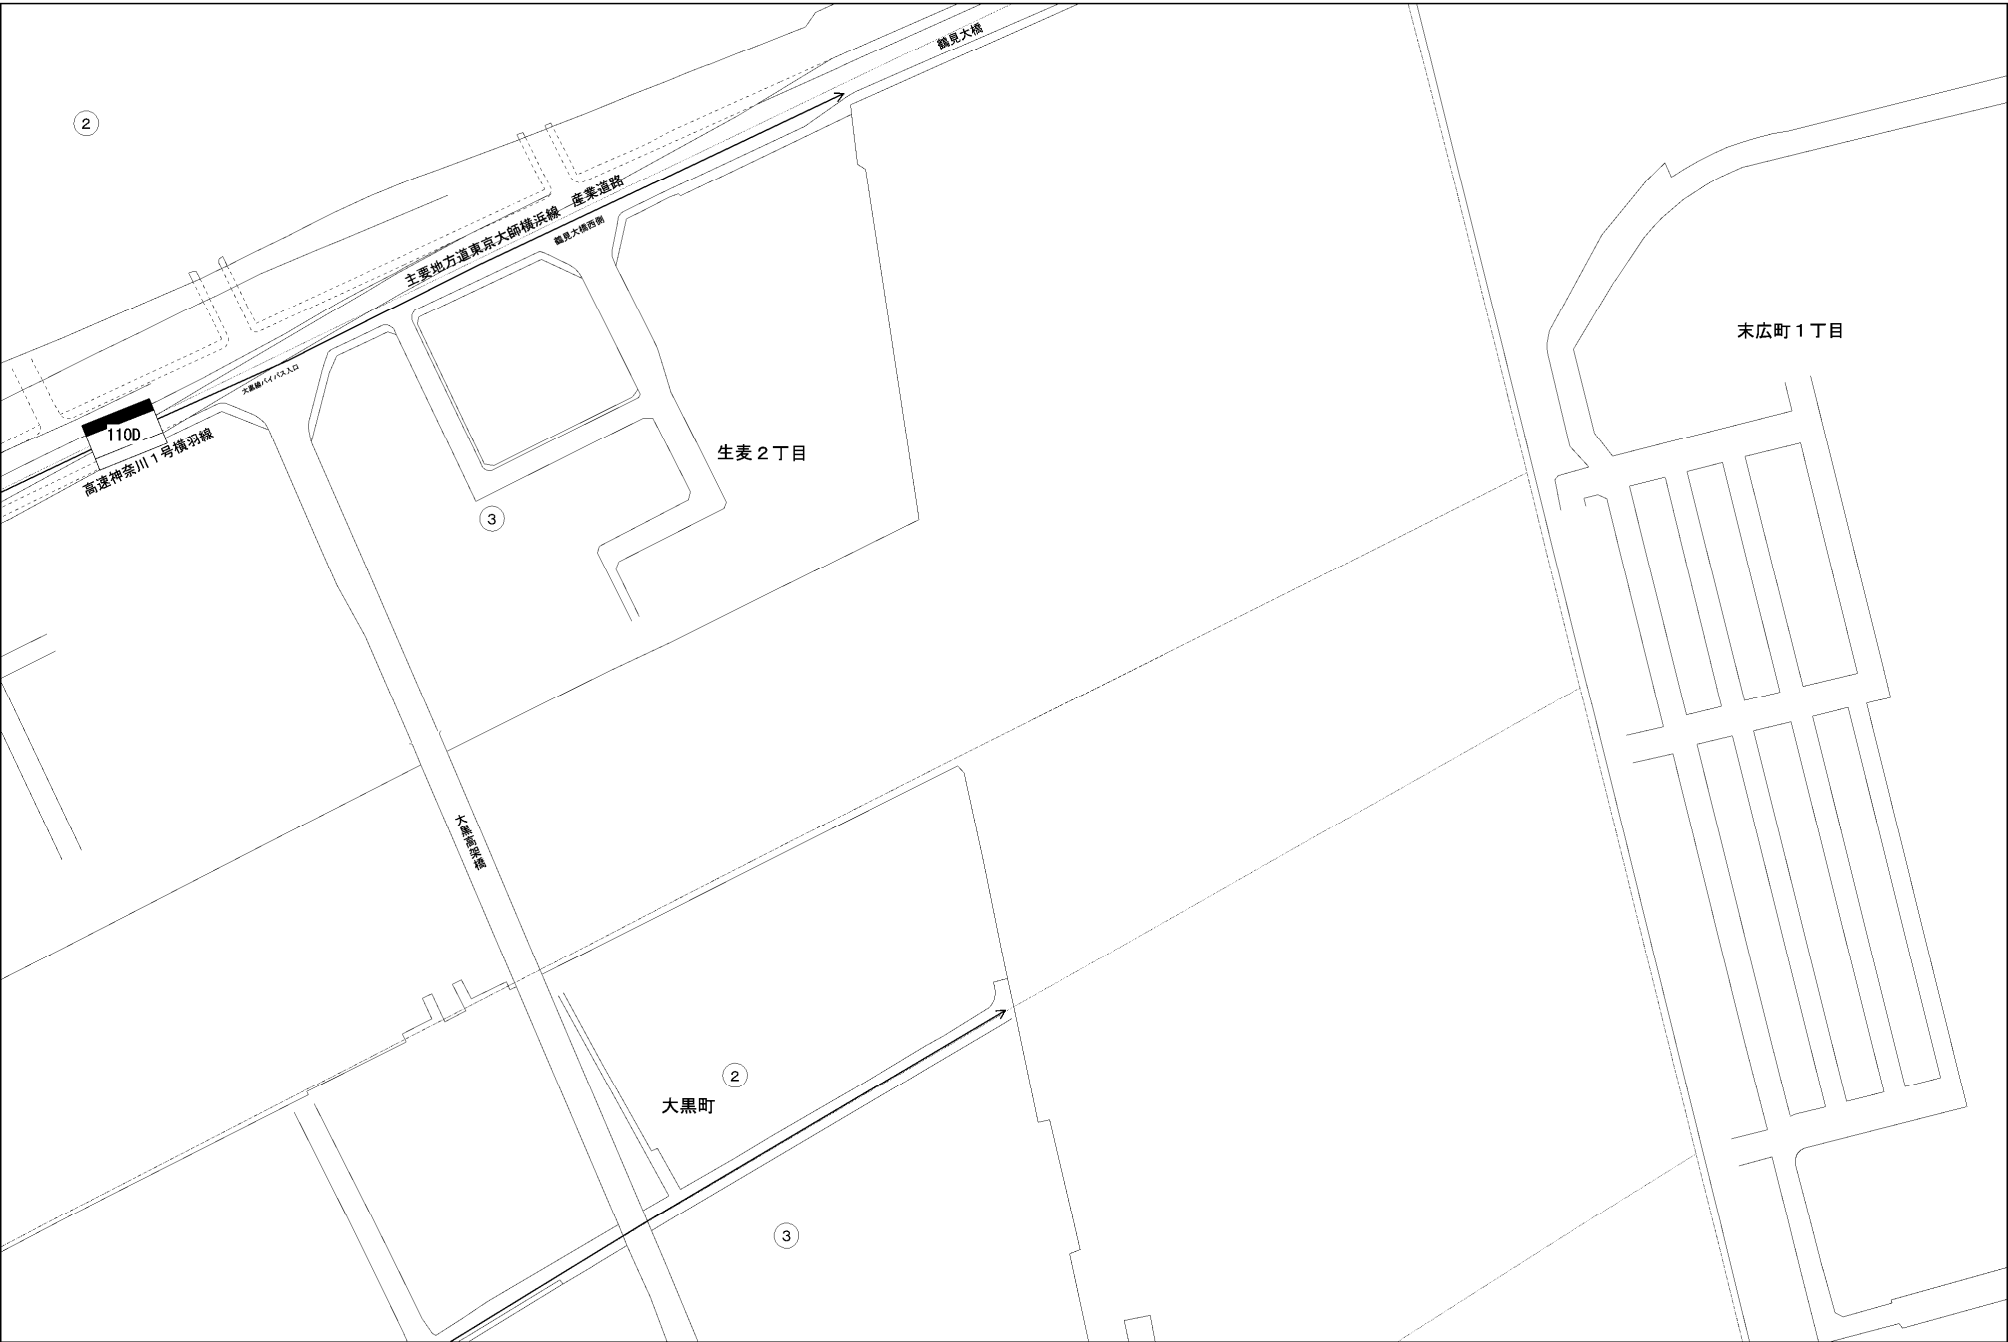 鶴見大橋
②
主要地方道東京大師横浜線　産業道路
鶴見大橋西側
末広町１丁目
大黒線バイパス入口
110D
高速神奈川１号横羽線
生麦２丁目
③
大黒高架橋
②
大黒町
③